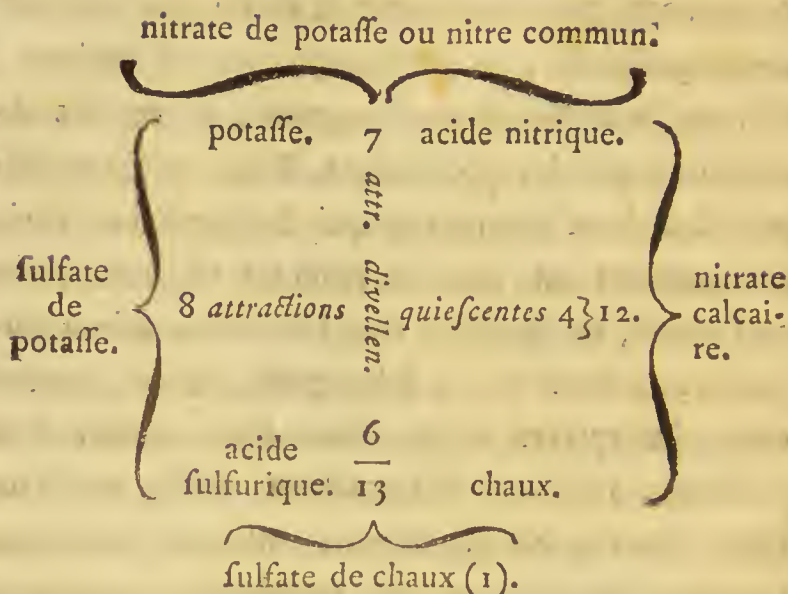 nitrate de potaſſe ou nitre commun.
potaſſe. 7 acide nitrique.
attr. divellen.
ſulfate
de
potaſſe.
8 attractions quieſcentes 4}12.
nitrate
calcai-
re.
acide
ſulfurique. 6
13 chaux.
ſulfate de chaux (1).